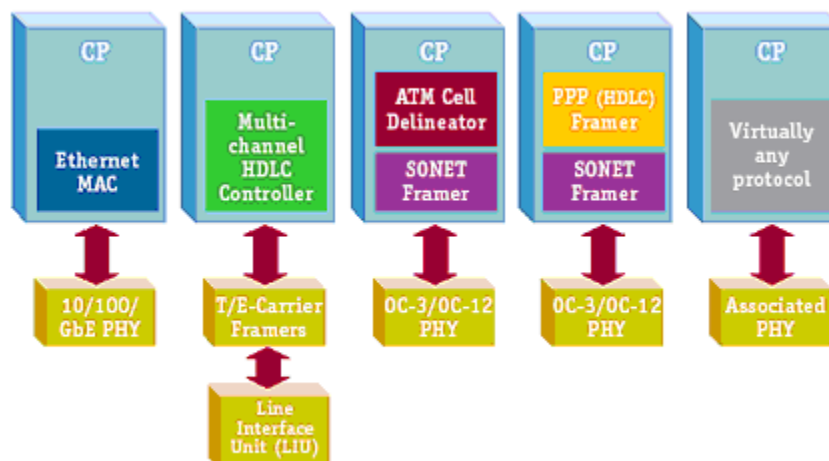 CP
Ethernet
MAC
10/100/
GbE PHY
CP
Multi-
channel
HDLC
Controller
T/E-Carrier
Framers
Line
Interface
Unit (LIU)
CP
ATM Cell
Delineator
SONET
Framer
OC-3/OC-12
PHY
CP
PPP (HDLC)
Framer
SONET
Framer
OC-3/OC-12
PHY
CP
Virtually
any
protocol
Associated
PHY